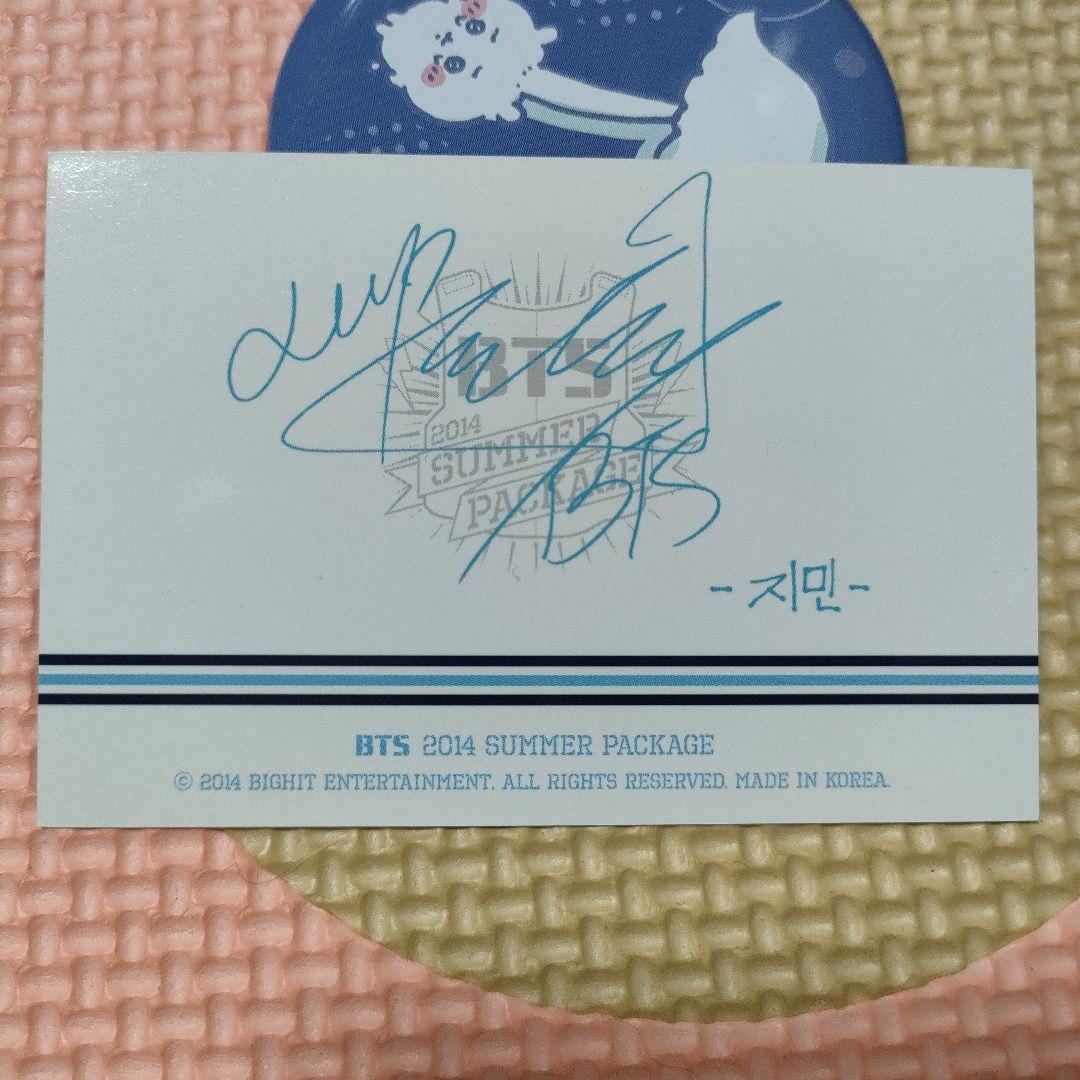 BTS
2014
SUMMER
PACKAGE
BTS
-지민-
BTS 2014 SUMMER PACKAGE
© 2014 BIGHIT ENTERTAINMENT. ALL RIGHTS RESERVED. MADE IN KOREA.